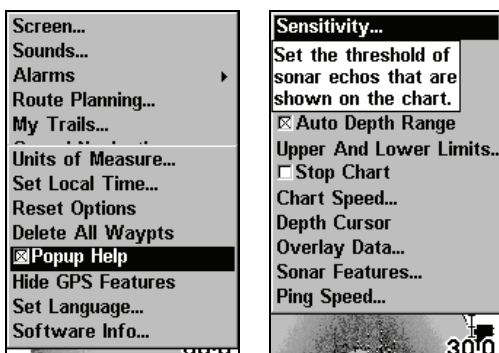 Screen...
Sounds...
Alarms
Route Planning...
My Trails...
Units of Measure...
Set Local Time...
Reset Options
Delete All Waypts
Popup Help
Hide GPS Features
Set Language...
Software Info...
Sensitivity...
Set the threshold of
sonar echos that are
shown on the chart.
Auto Depth Range
Upper And Lower Limits...
Stop Chart
Chart Speed...
Depth Cursor
Overlay Data...
Sonar Features...
Ping Speed...